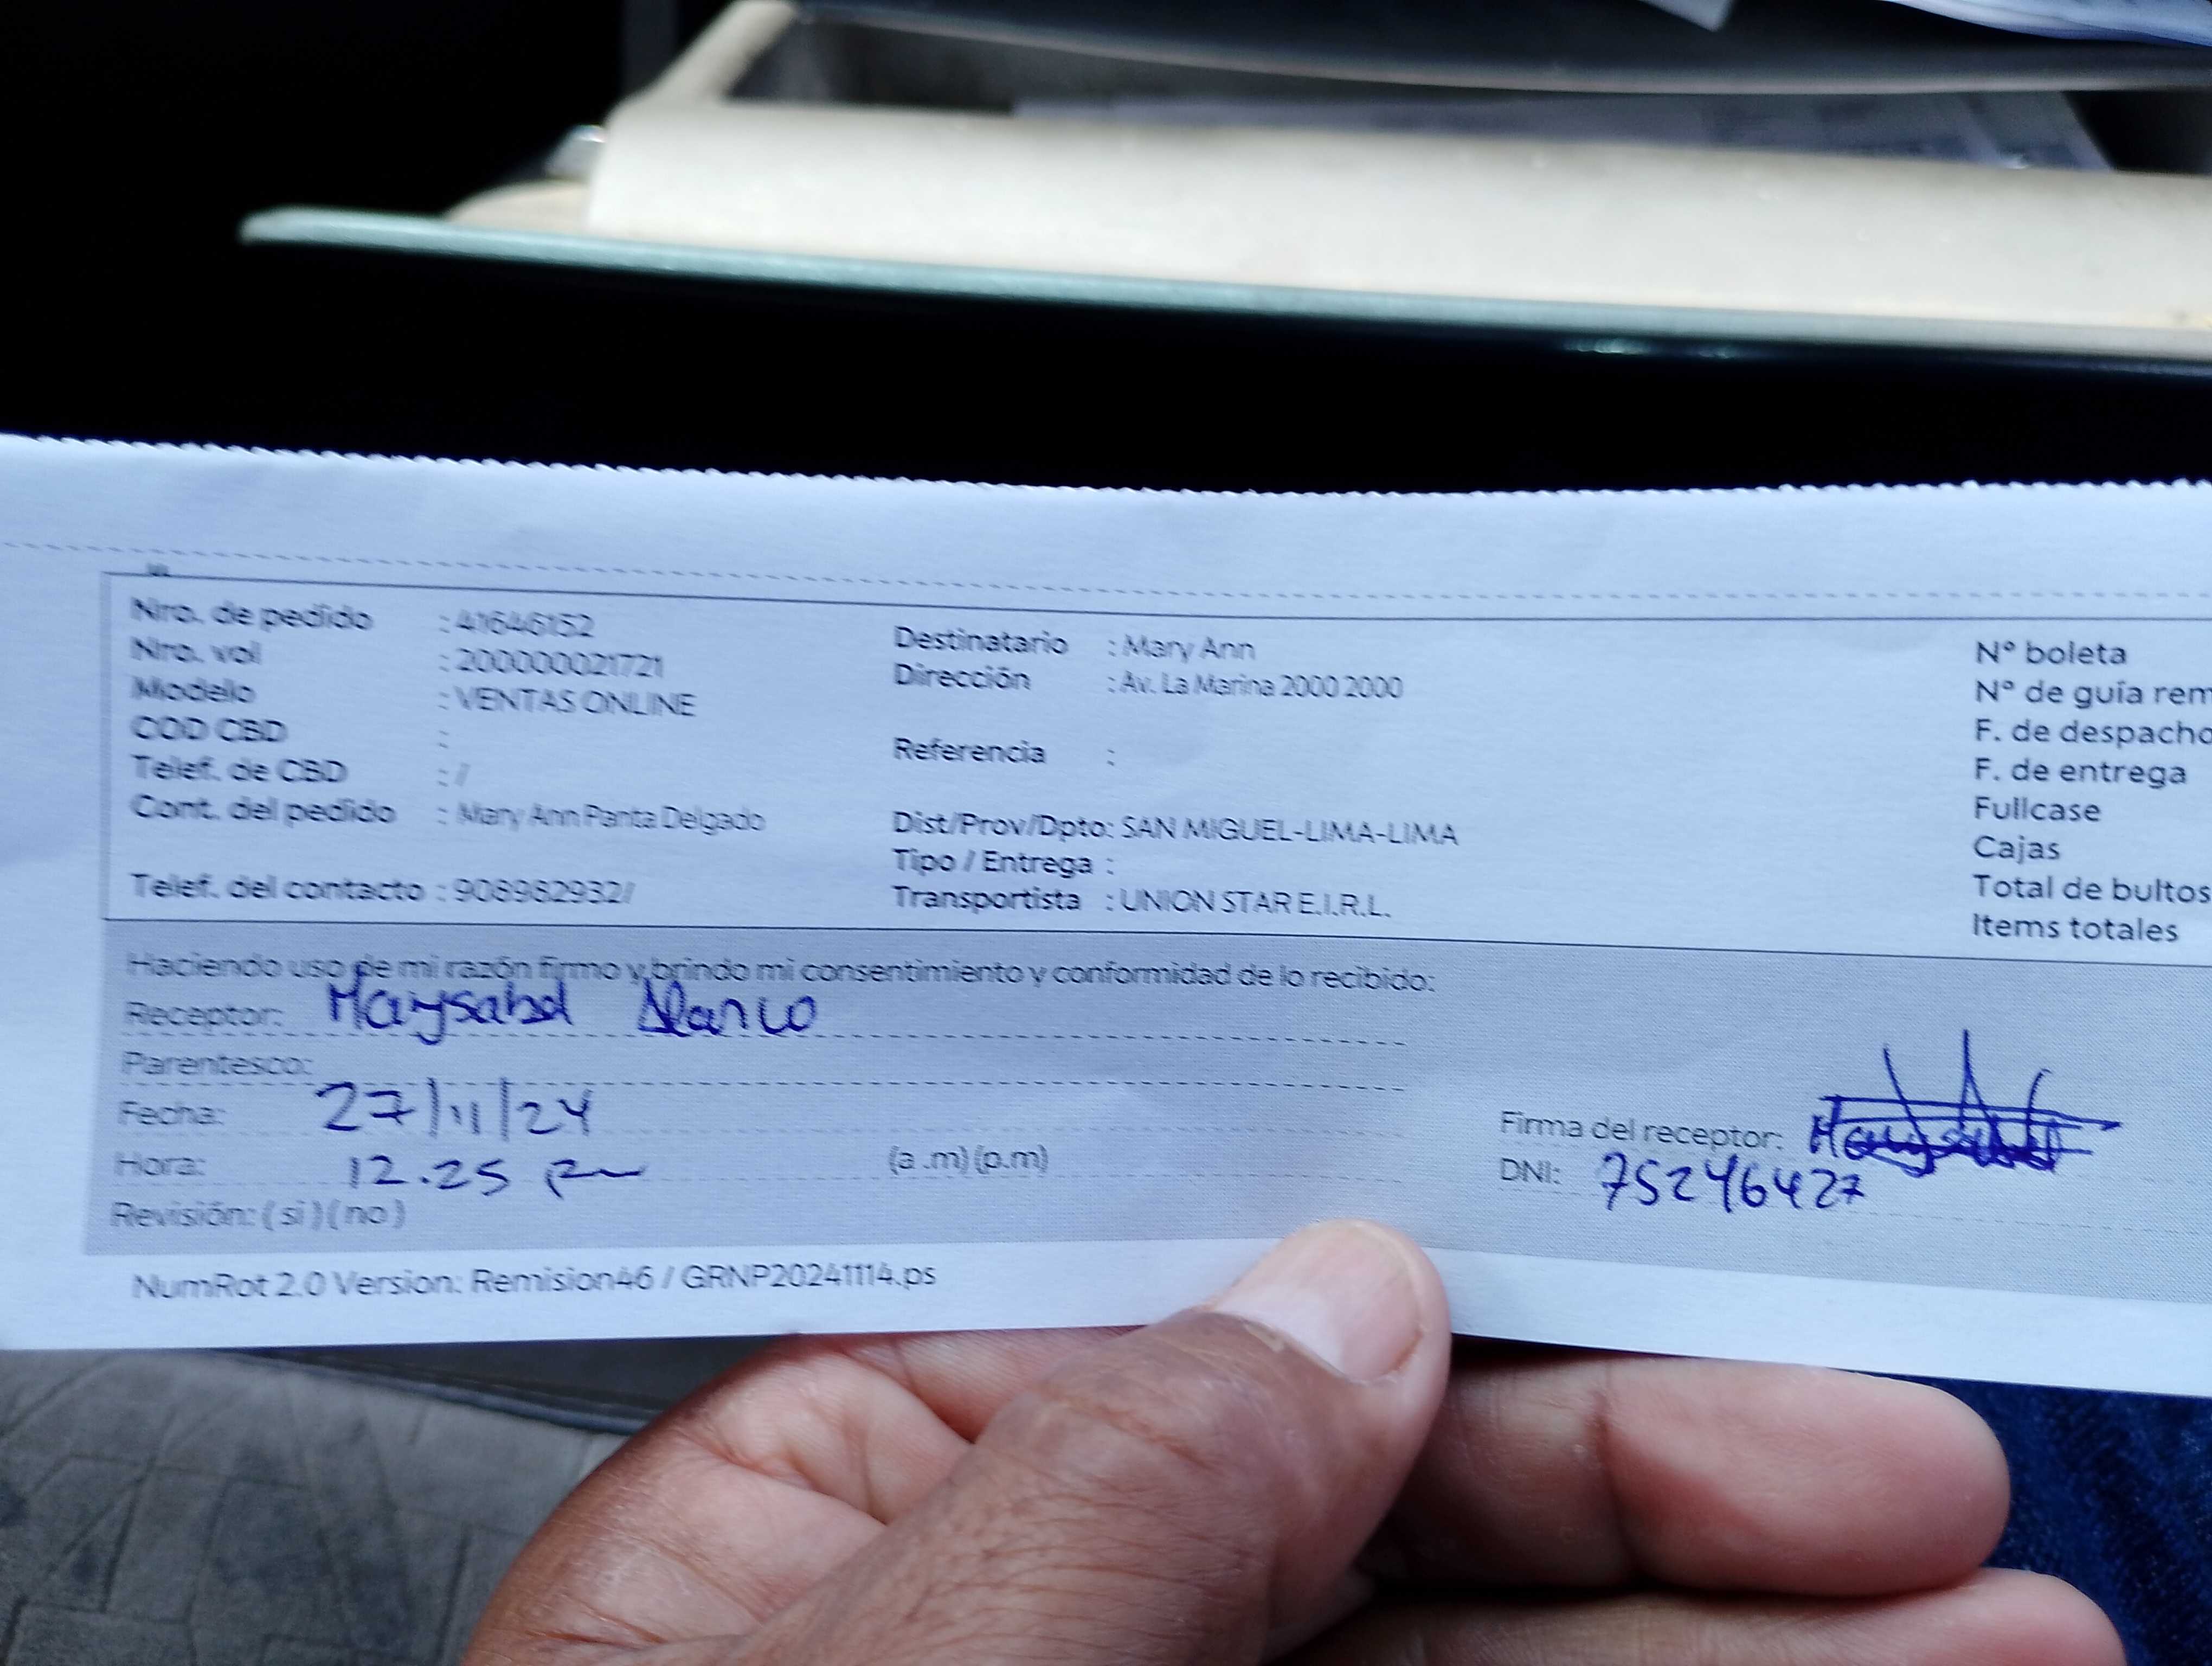 Nro. de pedido : 41646152
Nro. vol : 200000021721
Modelo : VENTAS ONLINE
COD CBD :
Telef. de CBD : /
Cont. del pedido : Mary Ann Panta Delgado
Telef. del contacto : 908982932/
Destinatario : Mary Ann
Dirección : Av. La Marina 2000 2000
Referencia :
Dist/Prov/Dpto: SAN MIGUEL-LIMA-LIMA
Tipo / Entrega :
Transportista : UNION STAR E.I.R.L.
N° boleta
N° de guía rem
F. de despacho
F. de entrega
Fullcase
Cajas
Total de bultos
Items totales
Haciendo uso de mi razón firmo y brindo mi consentimiento y conformidad de lo recibido:
Receptor: Maysabel
Parentesco:
Fecha: 27/11/24
Hora: 12.25 pm (a .m) (p.m)
Revisión: ( si ) ( no )
Firma del receptor:
DNI: 75246427
NumRot 2.0 Version: Remision46 / GRNP20241114.ps